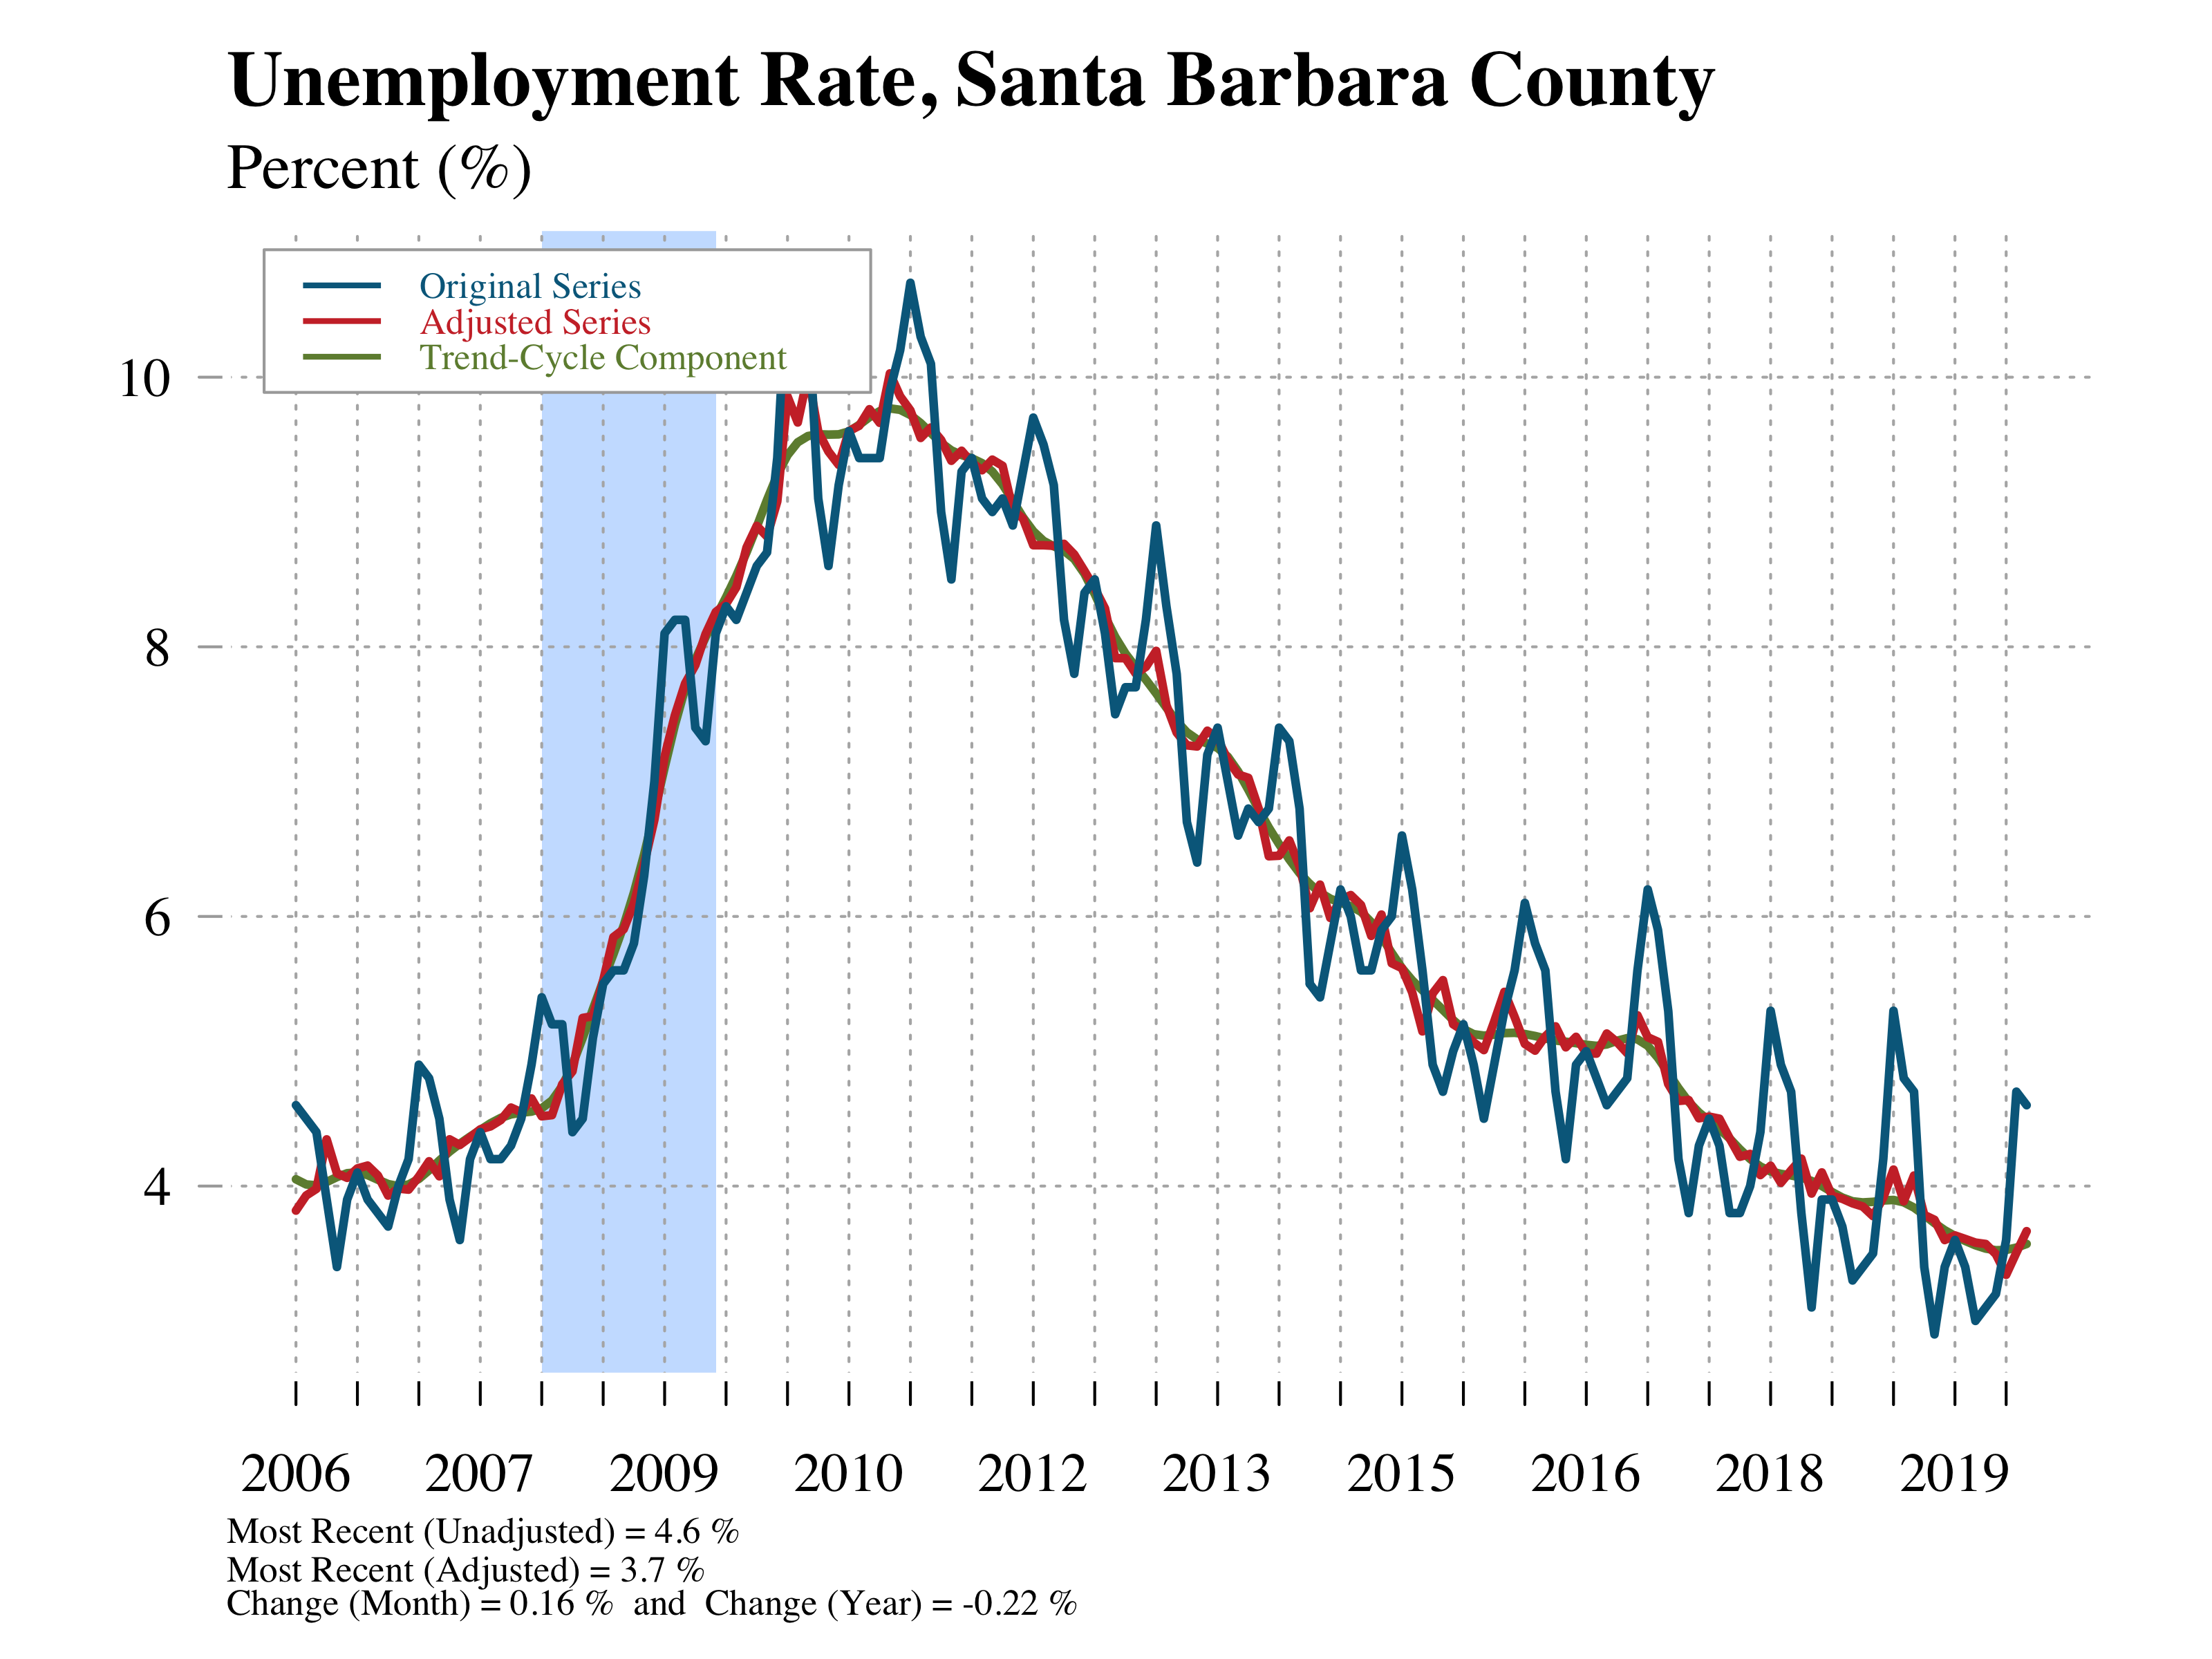 Unemployment Rate, Santa Barbara County
Percent (%)
Original Series
Adjusted Series
Trend-Cycle Component
10
8
6
4
2006 2007 2009 2010 2012 2013 2015 2016 2018 2019
Most Recent (Unadjusted) = 4.6 %
Most Recent (Adjusted) = 3.7 %
Change (Month) = 0.16 % and Change (Year) = -0.22 %